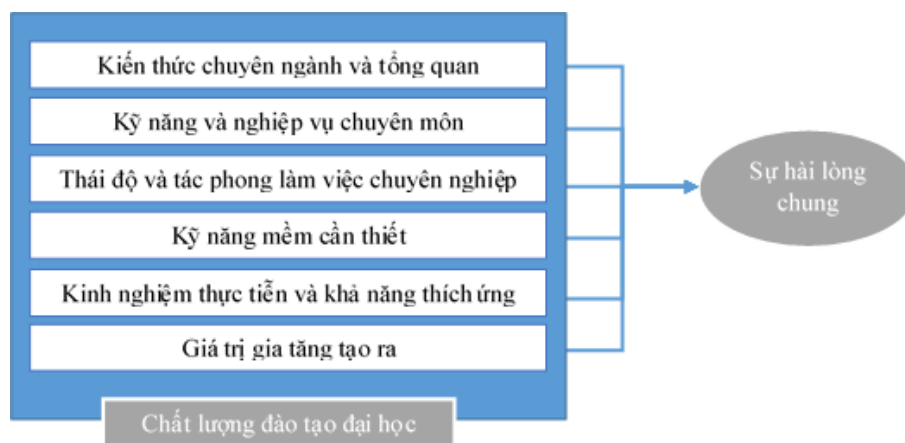 Kiến thức chuyên ngành và tổng quan
Kỹ năng và nghiệp vụ chuyên môn
Thái độ và tác phong làm việc chuyên nghiệp
Kỹ năng mềm cần thiết
Kinh nghiệm thực tiễn và khả năng thích ứng
Giá trị gia tăng tạo ra
Chất lượng đào tạo đại học
Sự hài lòng
chung